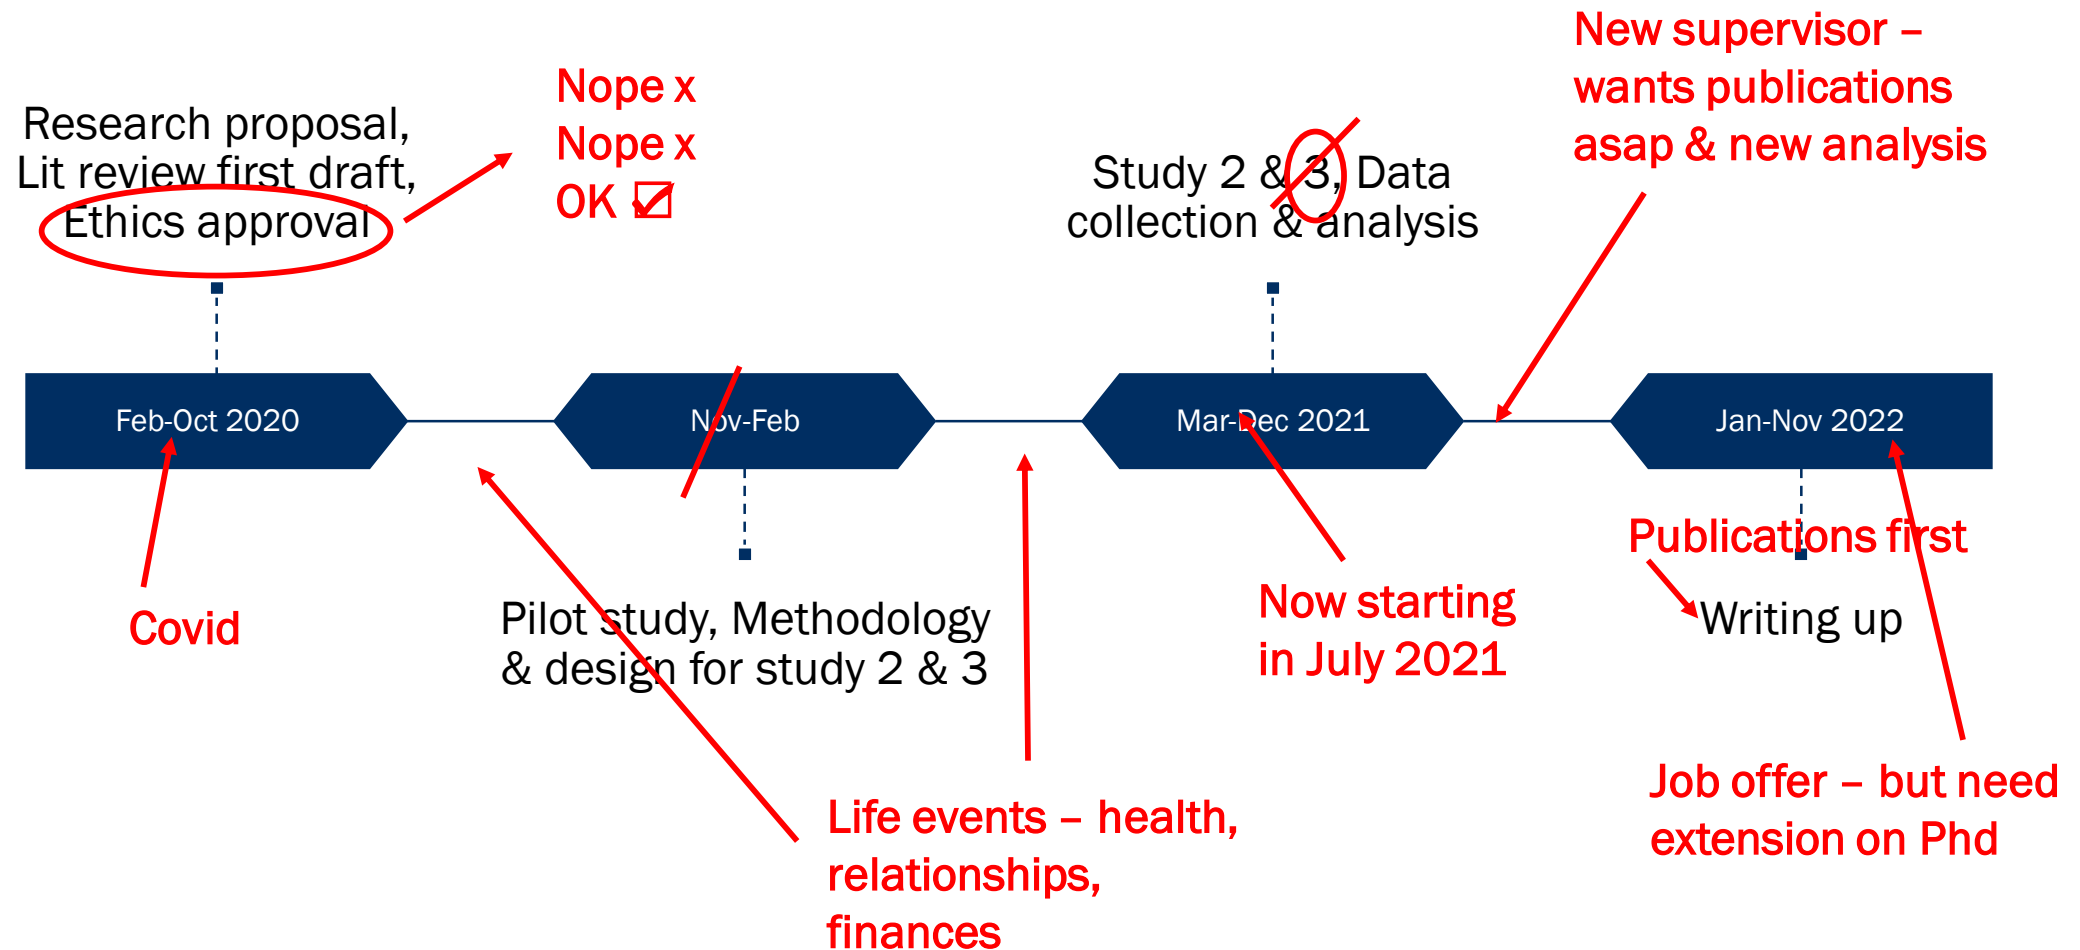 New supervisor –
wants publications
asap & new analysis
Nope x
Nope x
OK ☑
Research proposal,
Lit review first draft,
Ethics approval
Study 2 & 3, Data
collection & analysis
Feb-Oct 2020
Nov-Feb
Mar-Dec 2021
Jan-Nov 2022
Covid
Pilot study, Methodology
& design for study 2 & 3
Now starting
in July 2021
Publications first
Writing up
Life events – health,
relationships,
finances
Job offer – but need
extension on Phd